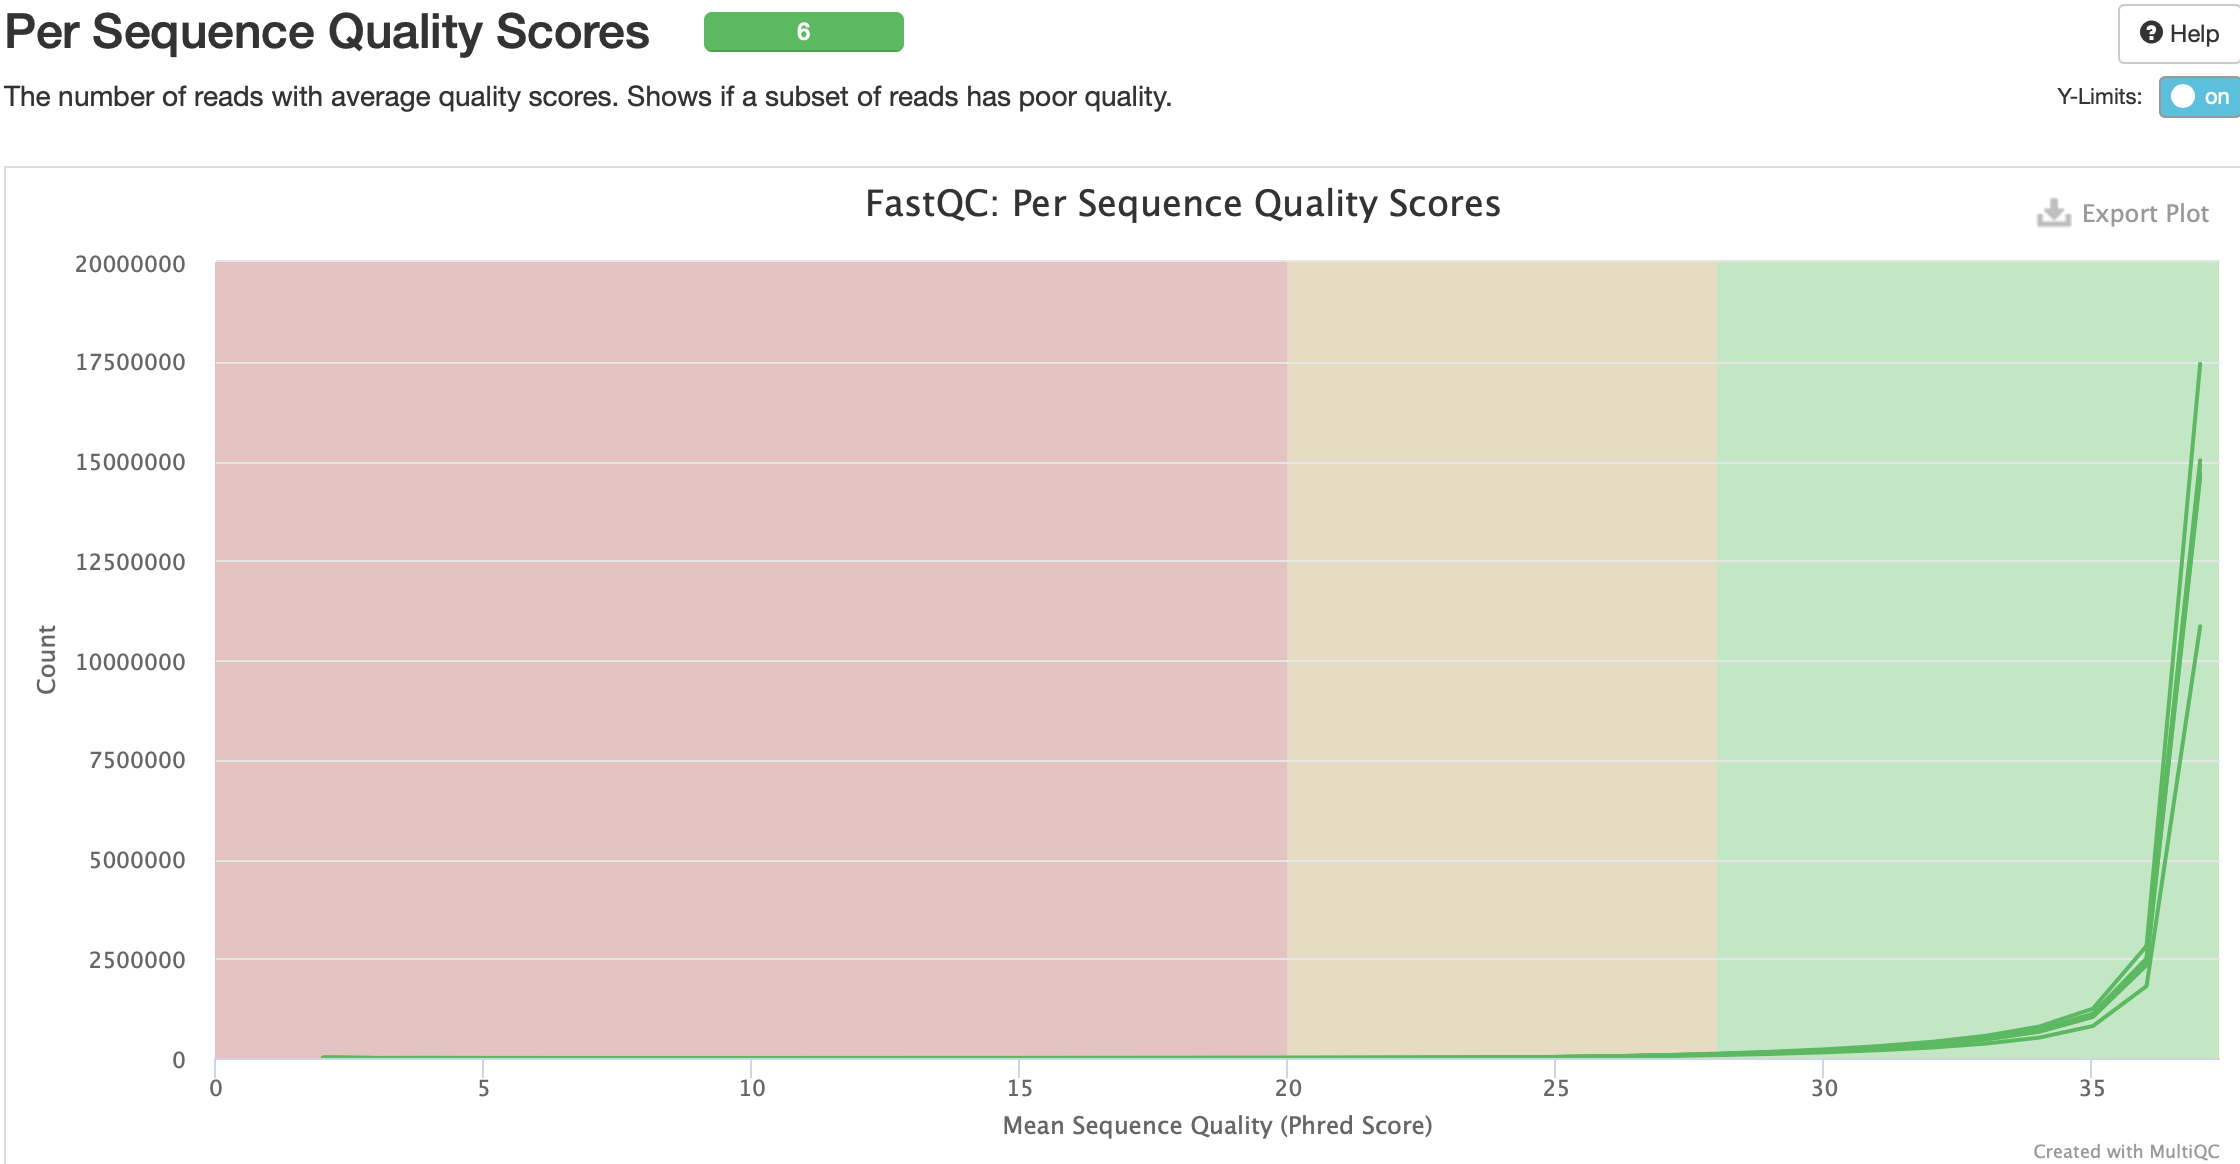 Per Sequence Quality Scores
6
Help
The number of reads with average quality scores. Shows if a subset of reads has poor quality.
Y-Limits:
on
FastQC: Per Sequence Quality Scores
Export Plot
20000000
17500000
15000000
12500000
10000000
7500000
5000000
2500000
0
Count
0 5 10 15 20 25 30 35
Mean Sequence Quality (Phred Score)
Created with MultiQC